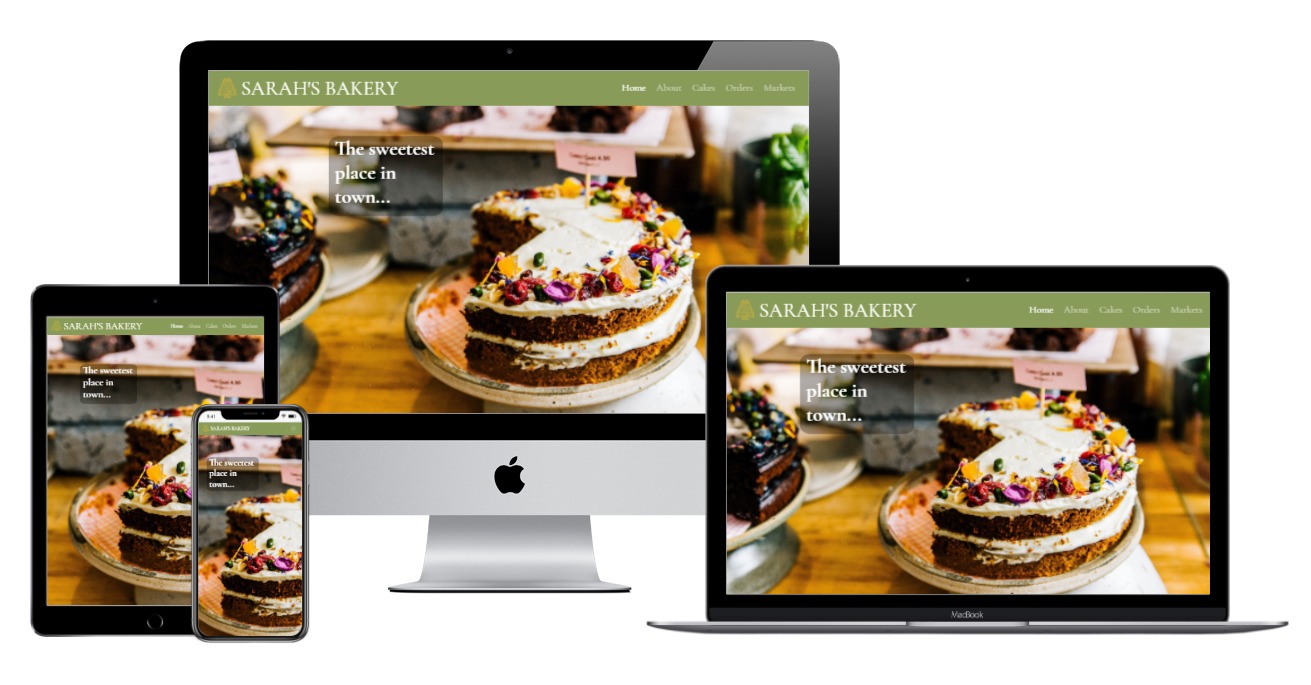 SARAH'S BAKERY
Home About Cakes Orders Markets
The sweetest
place in
town...
SARAH'S BAKERY
Home About Cakes Orders Markets
The sweetest
place in
town...
SARAH'S BAKERY
Home About Cakes Orders Markets
The sweetest
place in
town...
9:41
SARAH'S BAKERY
The sweetest
place in
town...
MacBook